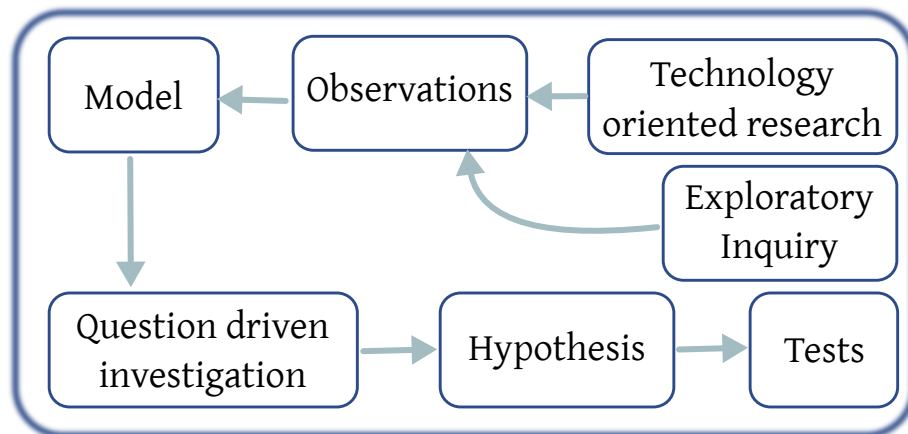 Model
Observations
Technology
oriented research
Exploratory
Inquiry
Question driven
investigation
Hypothesis
Tests